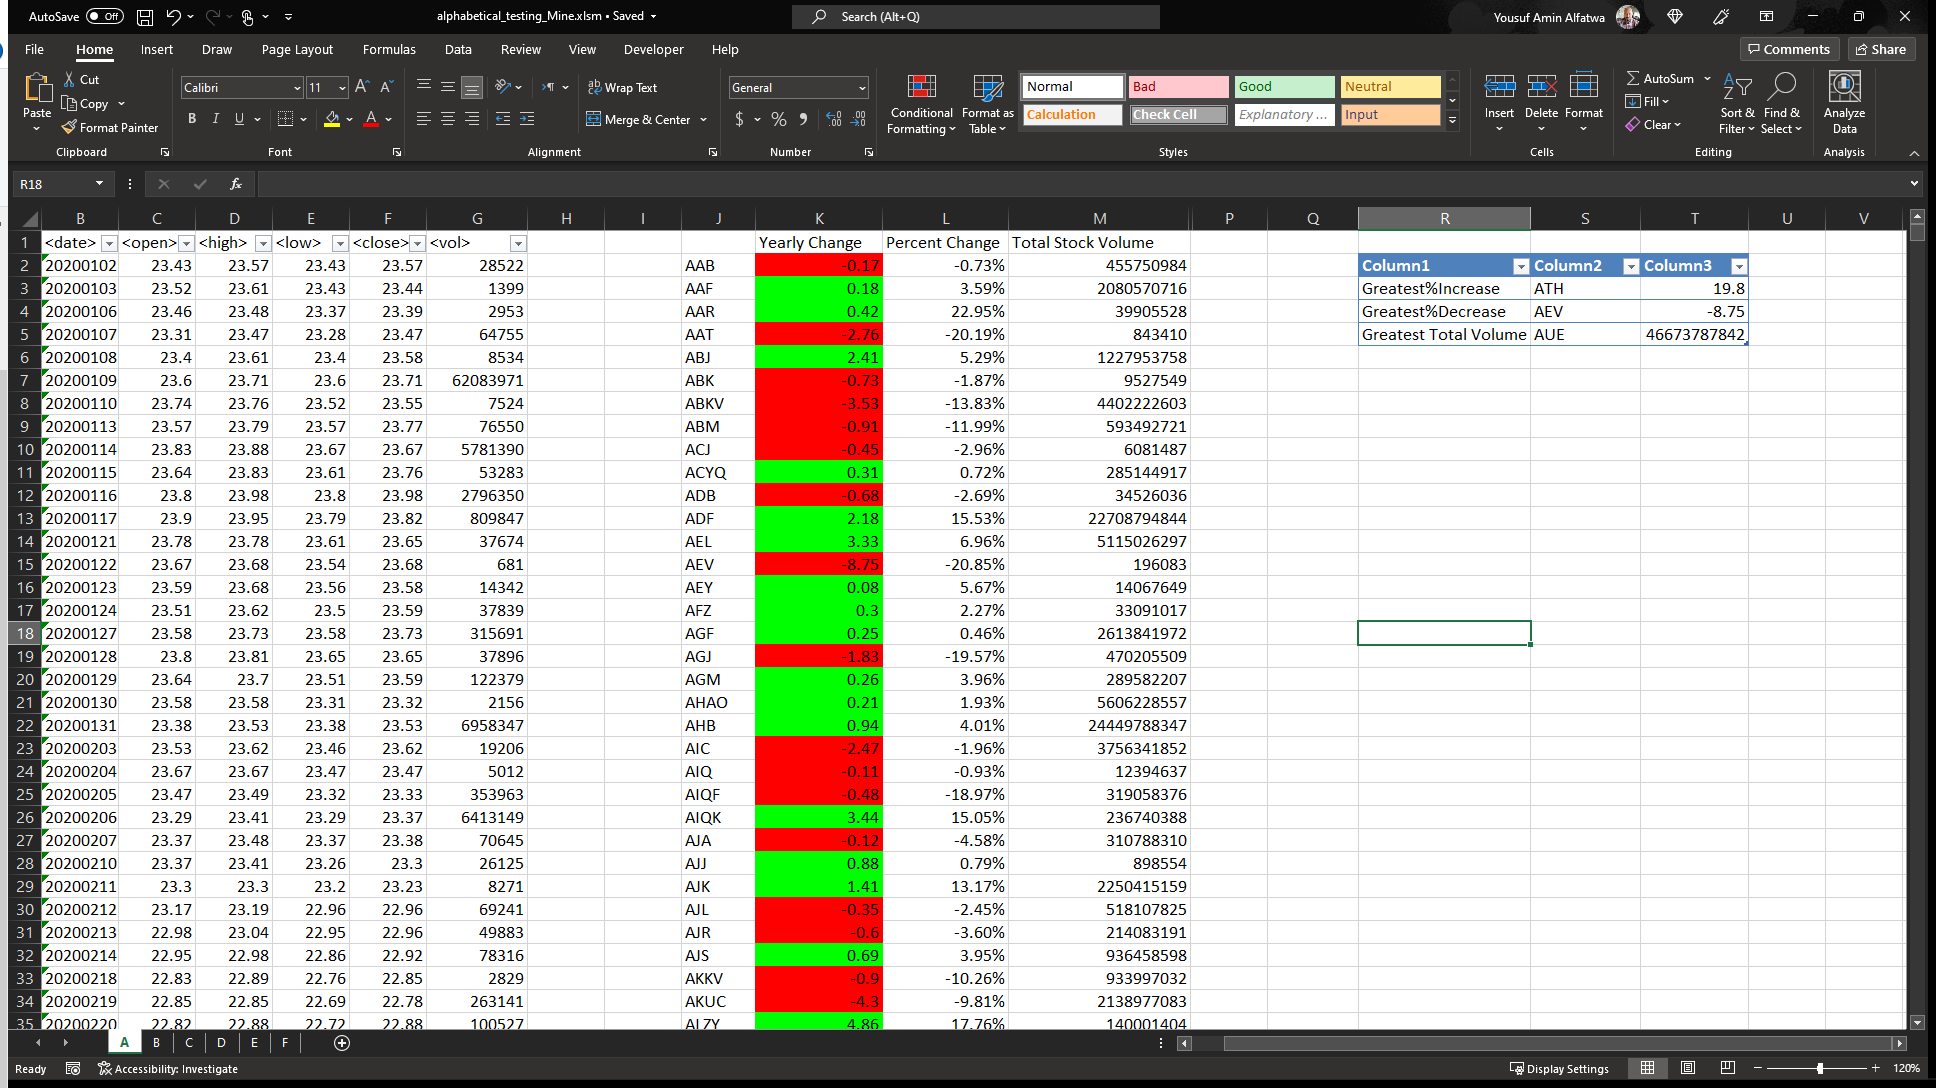 AutoSave Off alphabetical_testing_Mine.xlsm • Saved Search (Alt+Q) Yousuf Amin Alfatwa
File Home Insert Draw Page Layout Formulas Data Review View Developer Help Comments Share
Paste Cut Copy Format Painter Clipboard
Calibri 11 B I U A Font
Wrap Text Merge & Center Alignment
General $ % Number
Conditional Formatting Format as Table
Normal Bad Good Neutral
Calculation Check Cell Explanatory ... Input
Styles
Insert Delete Format Cells
AutoSum Fill Clear Sort & Filter Find & Select Editing
Analyze Data Analysis
R18 fx
B C D E F G H I J K L M P Q R S T U V
1 <date> <open> <high> <low> <close> <vol> Yearly Change Percent Change Total Stock Volume
2 20200102 23.43 23.57 23.43 23.57 28522 AAB -0.17 -0.73% 455750984 Column1 Column2 Column3
3 20200103 23.52 23.61 23.43 23.44 1399 AAF 0.18 3.59% 2080570716 Greatest%Increase ATH 19.8
4 20200106 23.46 23.48 23.37 23.39 2953 AAR 0.42 22.95% 39905528 Greatest%Decrease AEV -8.75
5 20200107 23.31 23.47 23.28 23.47 64755 AAT -2.76 -20.19% 843410 Greatest Total Volume AUE 46673787842
6 20200108 23.4 23.61 23.4 23.58 8534 ABJ 2.41 5.29% 1227953758
7 20200109 23.6 23.71 23.6 23.71 62083971 ABK -0.73 -1.87% 9527549
8 20200110 23.74 23.76 23.52 23.55 7524 ABKV -3.53 -13.83% 4402222603
9 20200113 23.57 23.79 23.57 23.77 76550 ABM -0.91 -11.99% 593492721
10 20200114 23.83 23.88 23.67 23.67 5781390 ACJ -0.45 -2.96% 6081487
11 20200115 23.64 23.83 23.61 23.76 53283 ACYQ 0.31 0.72% 285144917
12 20200116 23.8 23.98 23.8 23.98 2796350 ADB -0.68 -2.69% 34526036
13 20200117 23.9 23.95 23.79 23.82 809847 ADF 2.18 15.53% 22708794844
14 20200121 23.78 23.78 23.61 23.65 37674 AEL 3.33 6.96% 5115026297
15 20200122 23.67 23.68 23.54 23.68 681 AEV -8.75 -20.85% 196083
16 20200123 23.59 23.68 23.56 23.58 14342 AEY 0.08 5.67% 14067649
17 20200124 23.51 23.62 23.5 23.59 37839 AFZ 0.3 2.27% 33091017
18 20200127 23.58 23.73 23.58 23.73 315691 AGF 0.25 0.46% 2613841972
19 20200128 23.8 23.81 23.65 23.65 37896 AGJ -1.83 -19.57% 470205509
20 20200129 23.64 23.7 23.51 23.59 122379 AGM 0.26 3.96% 289582207
21 20200130 23.58 23.58 23.31 23.32 2156 AHAO 0.21 1.93% 5606228557
22 20200131 23.38 23.53 23.38 23.53 6958347 AHB 0.94 4.01% 24449788347
23 20200203 23.53 23.62 23.46 23.62 19206 AIC -2.47 -1.96% 3756341852
24 20200204 23.67 23.67 23.47 23.47 5012 AIQ -0.11 -0.93% 12394637
25 20200205 23.47 23.49 23.32 23.33 353963 AIQF -0.48 -18.97% 319058376
26 20200206 23.29 23.41 23.29 23.37 6413149 AIQK 3.44 15.05% 236740388
27 20200207 23.37 23.48 23.37 23.38 70645 AJA -0.12 -4.58% 310788310
28 20200210 23.37 23.41 23.26 23.3 26125 AJJ 0.88 0.79% 898554
29 20200211 23.3 23.3 23.2 23.23 8271 AJK 1.41 13.17% 2250415159
30 20200212 23.17 23.19 22.96 22.96 69241 AJL -0.35 -2.45% 518107825
31 20200213 22.98 23.04 22.95 22.96 49883 AJR -0.6 -3.60% 214083191
32 20200214 22.95 22.98 22.86 22.92 78316 AJS 0.69 3.95% 936458598
33 20200218 22.83 22.89 22.76 22.85 2829 AKKV -0.9 -10.26% 933997032
34 20200219 22.85 22.85 22.69 22.78 263141 AKUC -4.3 -9.81% 2138977083
35 20200220 22.82 22.88 22.72 22.88 100527 ALZY 4.86 17.76% 140001404
A B C D E F
Ready Accessibility: Investigate Display Settings 120%